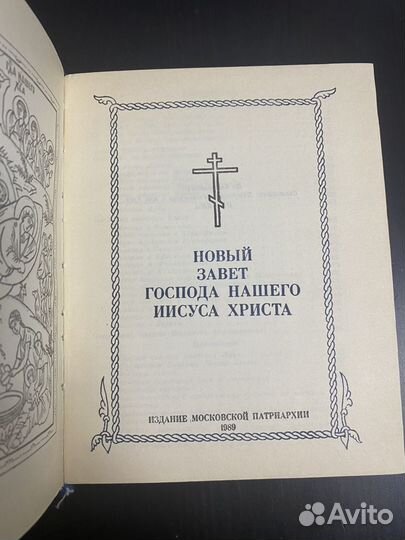 НОВЫЙ
ЗАВЕТ
ГОСПОДА НАШЕГО
ИИСУСА ХРИСТА
ИЗДАНИЕ МОСКОВСКОЙ ПАТРИАРХИИ
1989
Avito